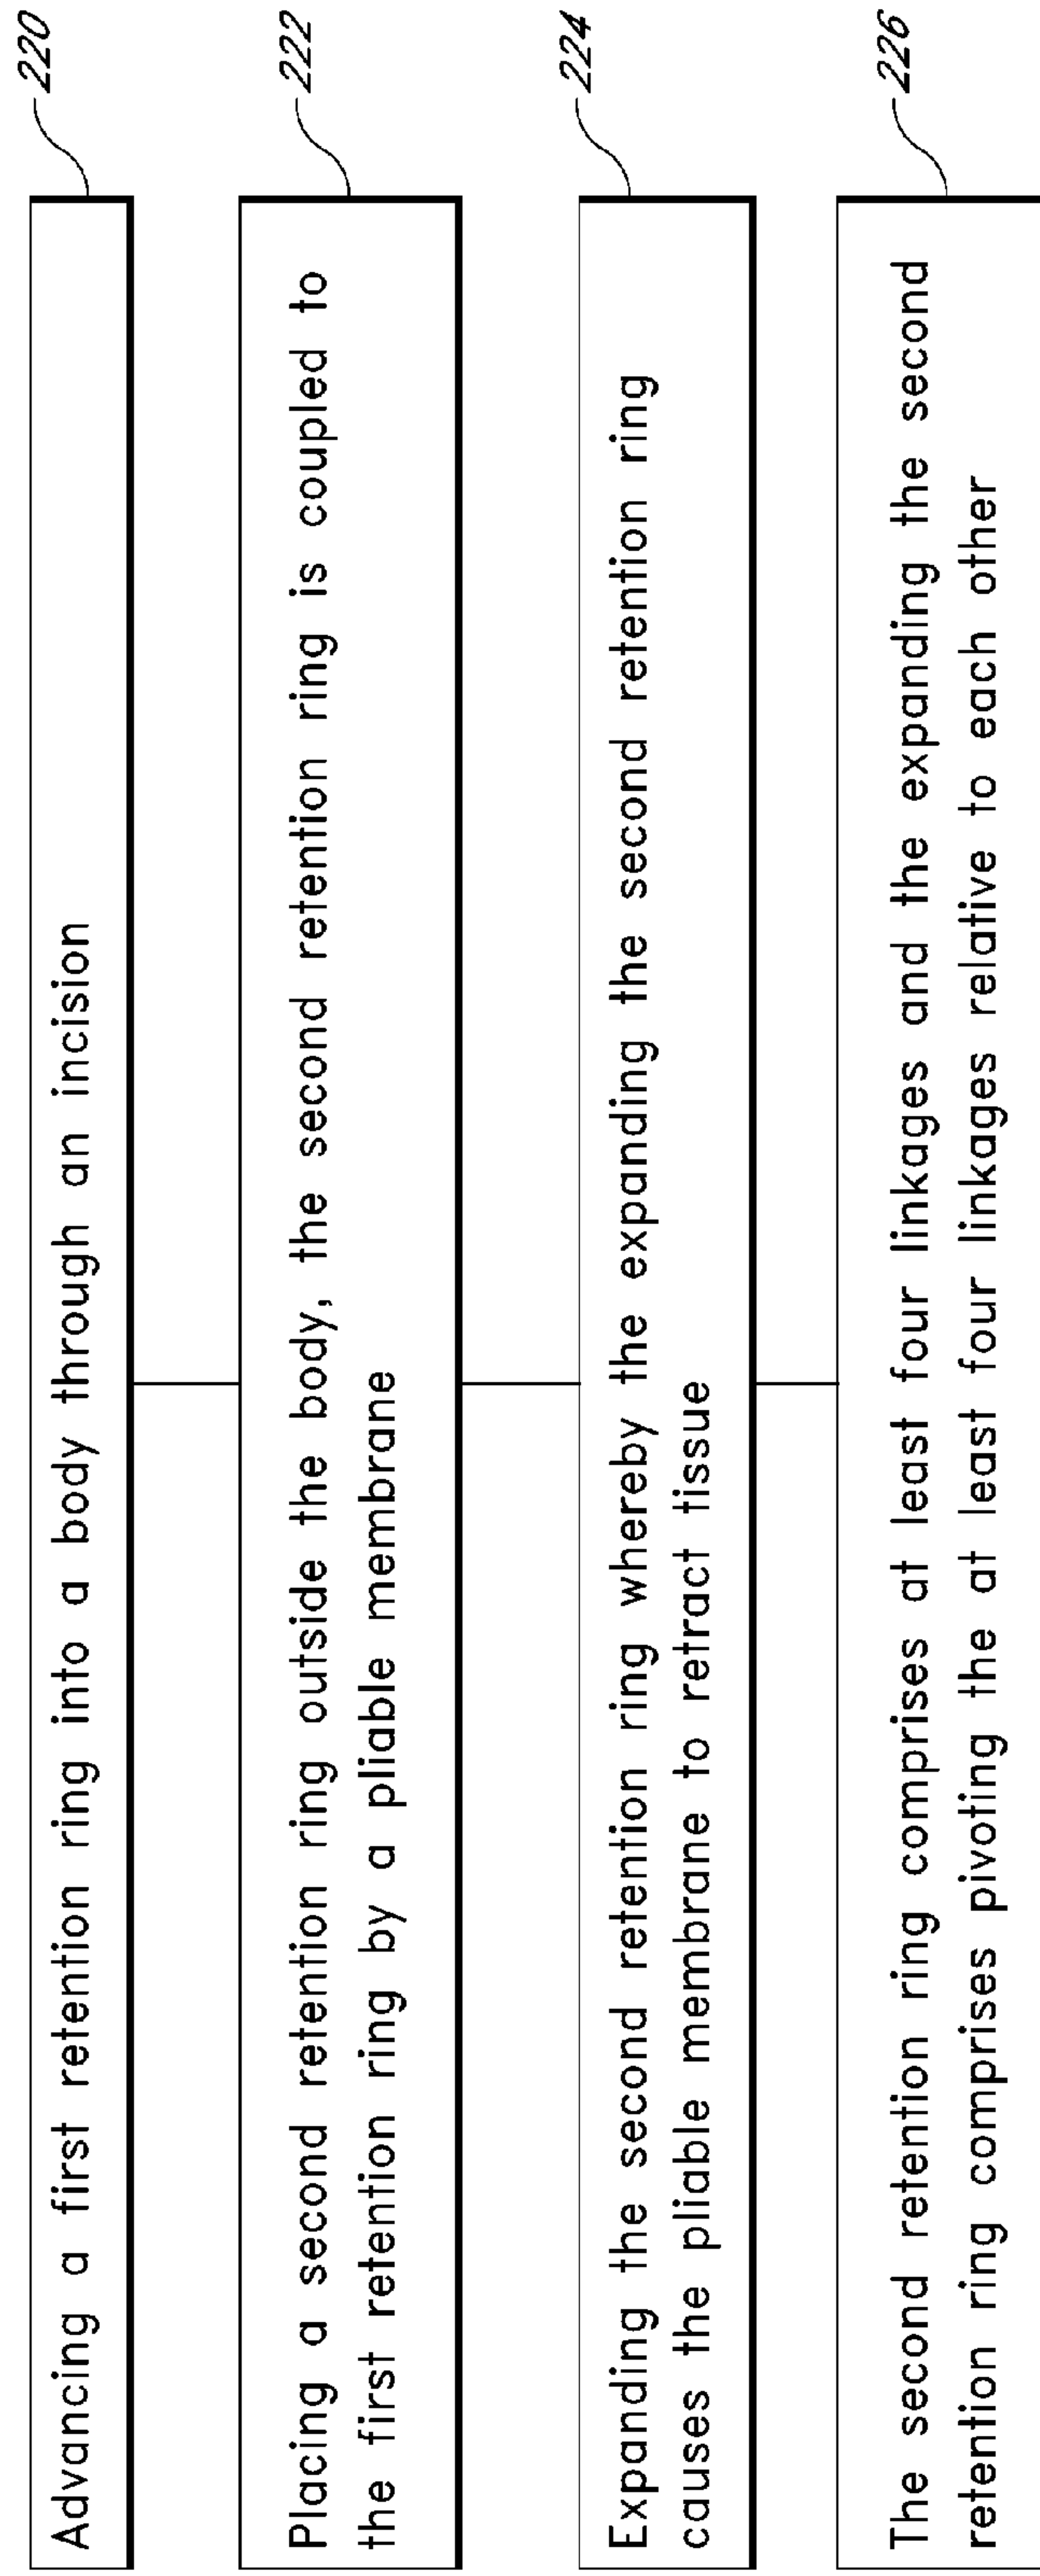 Advancing a first retention ring into a body through an incision
220
Placing a second retention ring outside the body, the second retention ring is coupled to
the first retention ring by a pliable membrane
222
Expanding the second retention ring whereby the expanding the second retention ring
causes the pliable membrane to retract tissue
224
The second retention ring comprises at least four linkages and the expanding the second
retention ring comprises pivoting the at least four linkages relative to each other
226